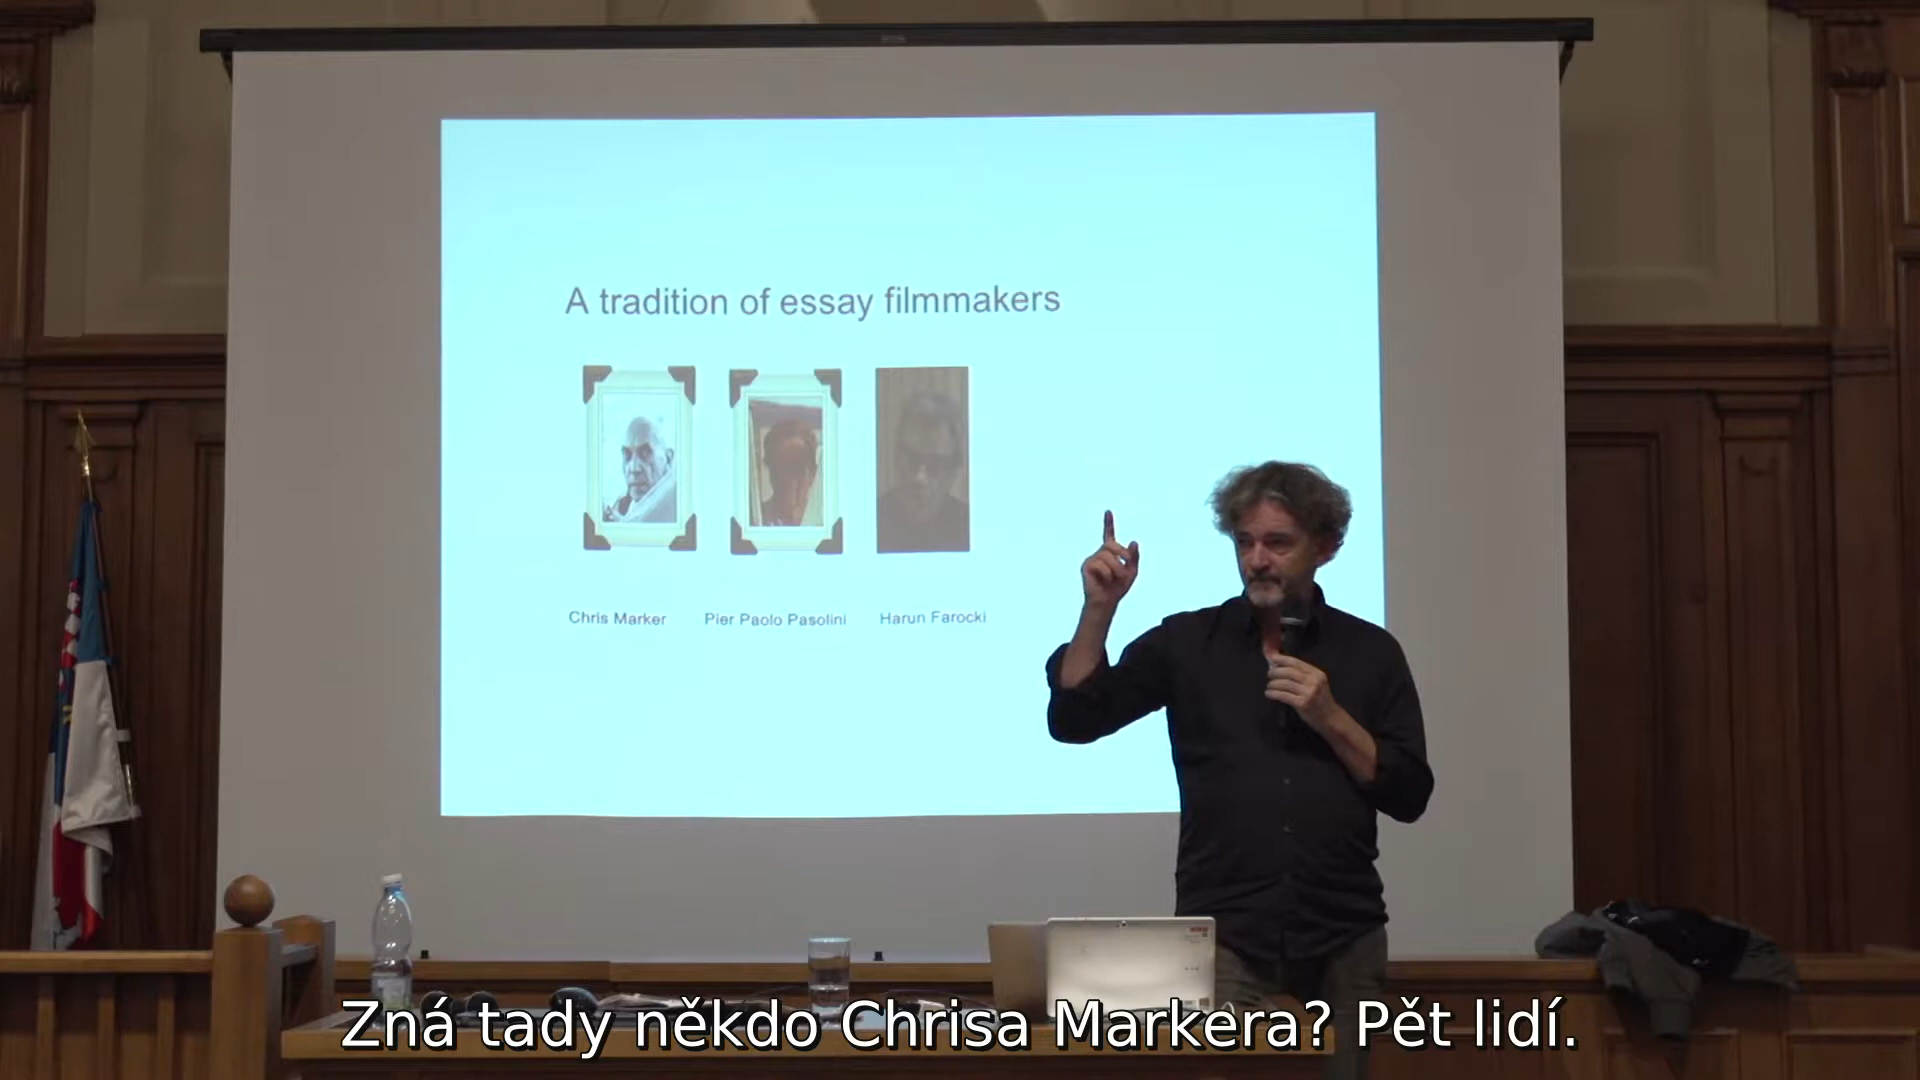 A tradition of essay filmmakers
Chris Marker Pier Paolo Pasolini Harun Farocki
Zná tady někdo Chrisa Markera? Pět lidí.